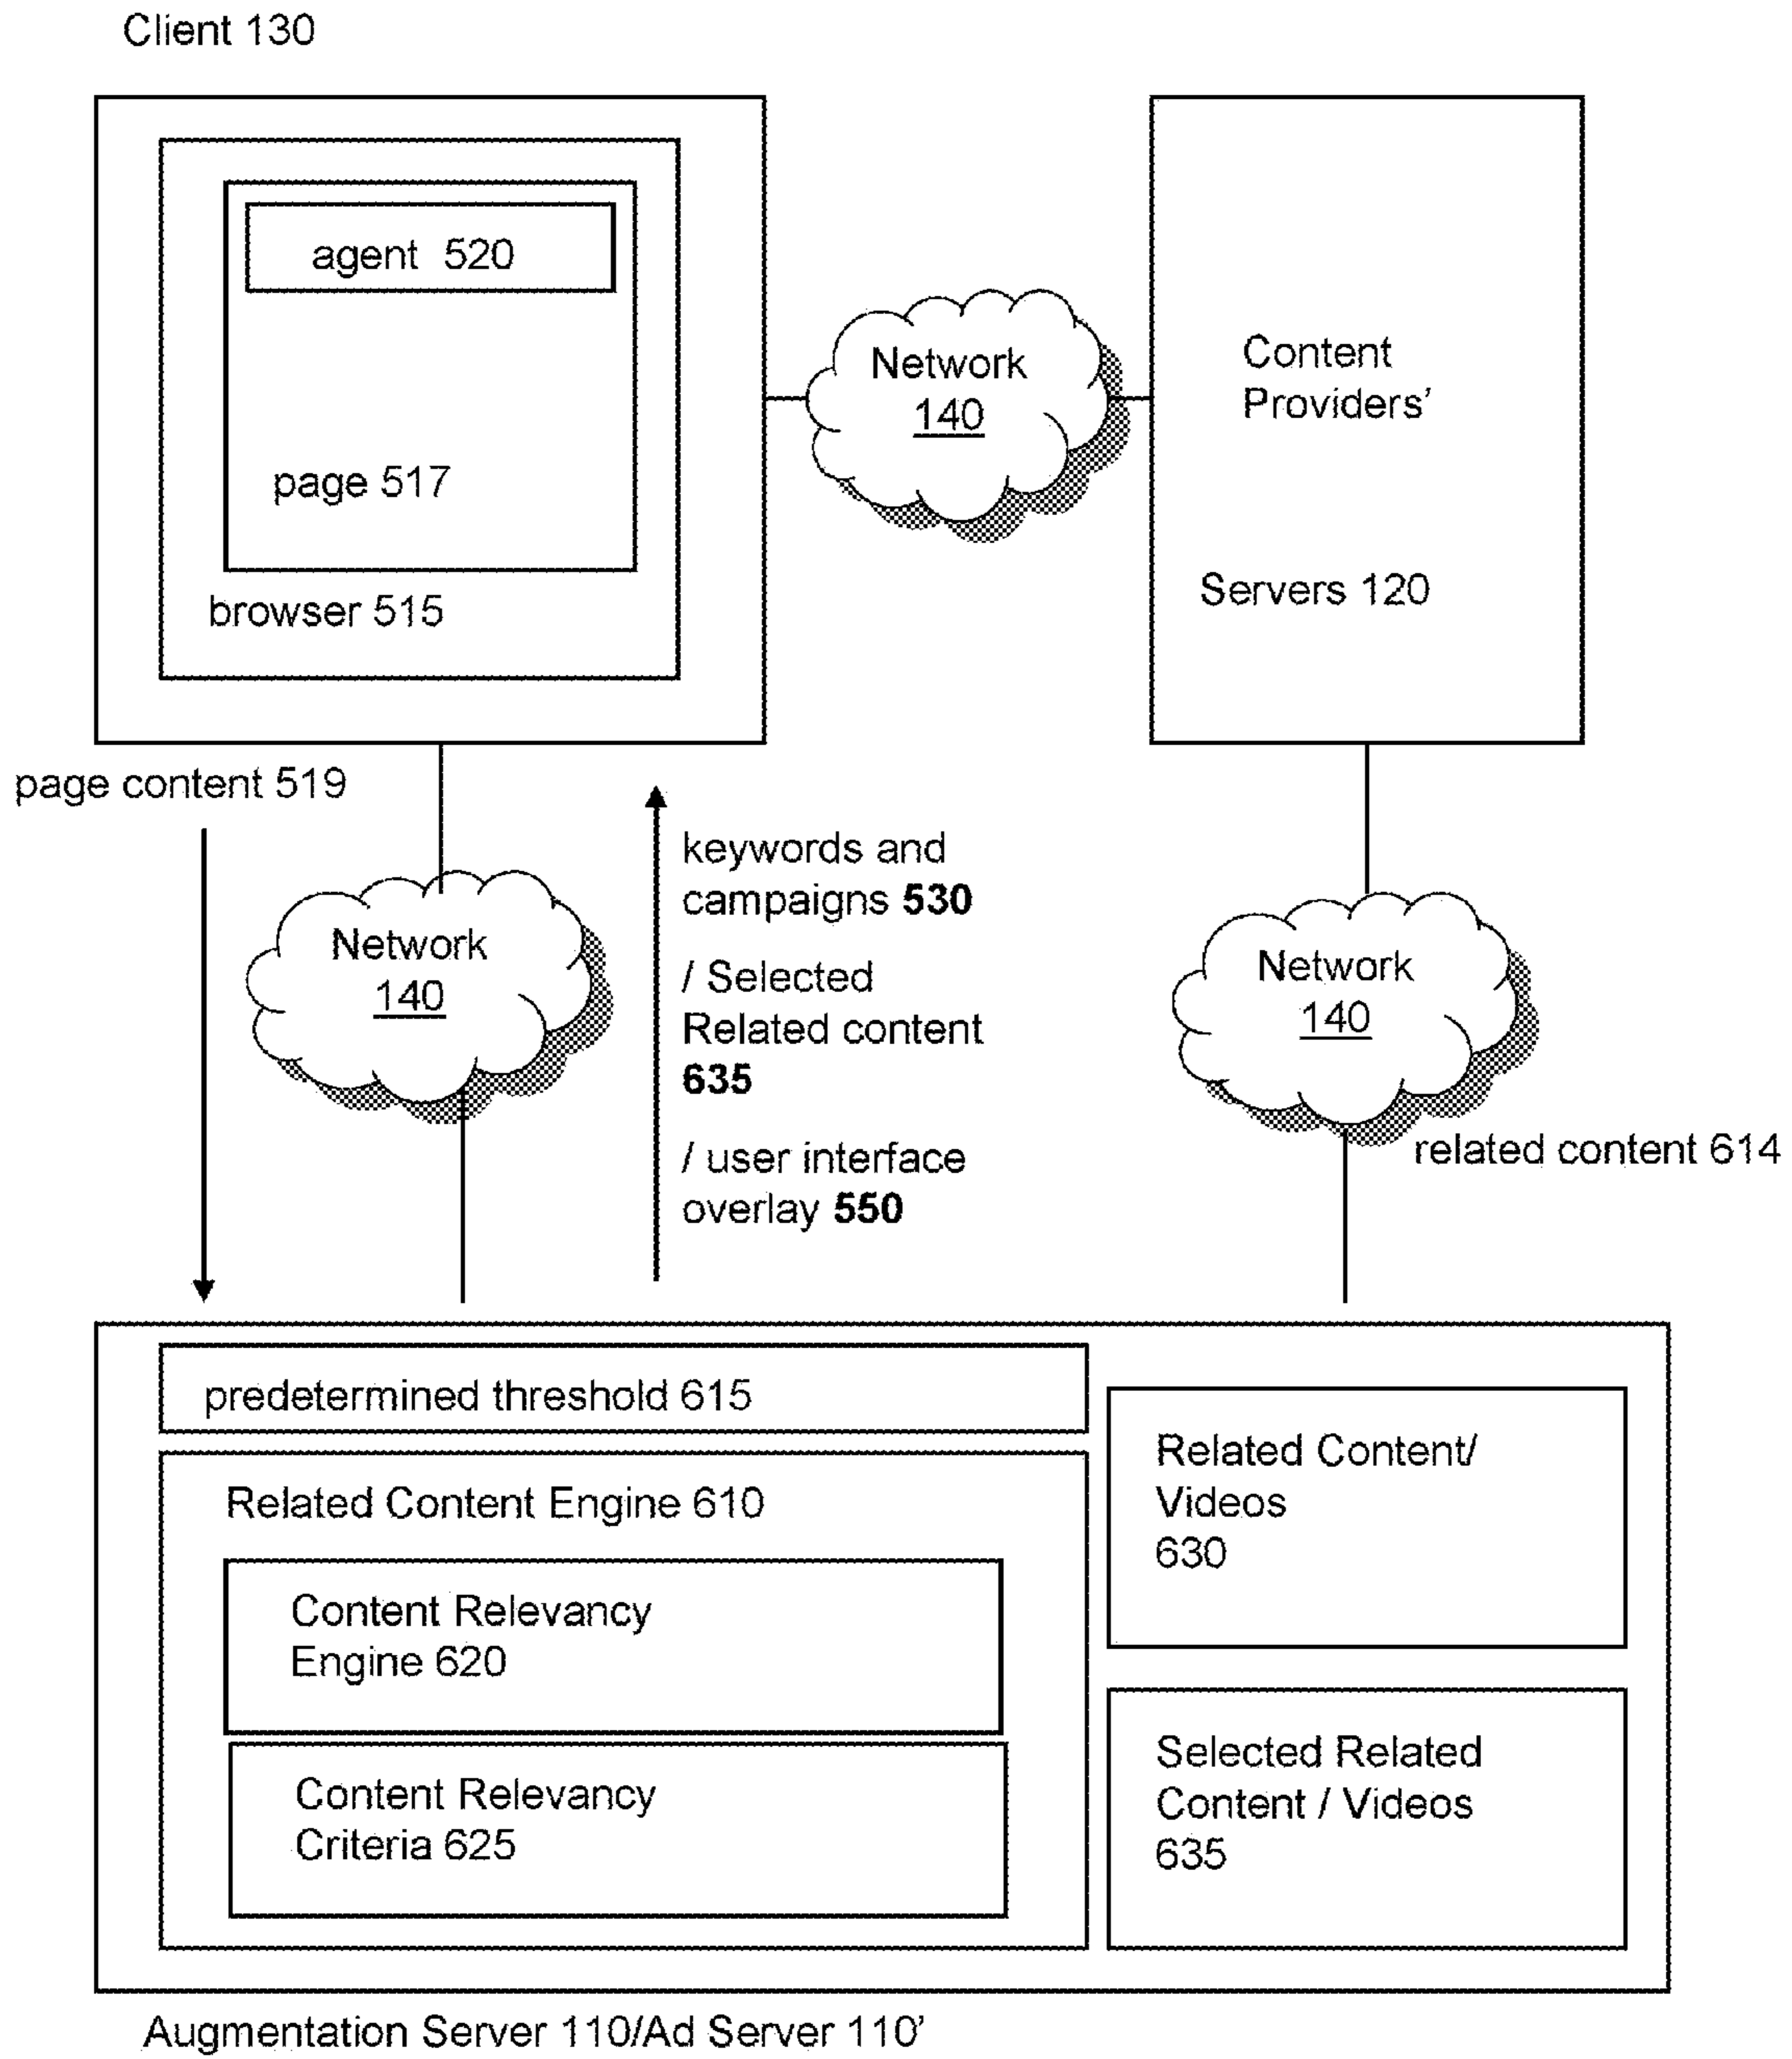 Client 130
agent 520
page 517
browser 515
Network
140
Content
Providers’
Servers 120
page content 519
keywords and
campaigns 530
/ Selected
Related content
635
/ user interface
overlay 550
Network
140
Network
140
related content 614
predetermined threshold 615
Related Content Engine 610
Content Relevancy
Engine 620
Content Relevancy
Criteria 625
Related Content/
Videos
630
Selected Related
Content / Videos
635
Augmentation Server 110/Ad Server 110’